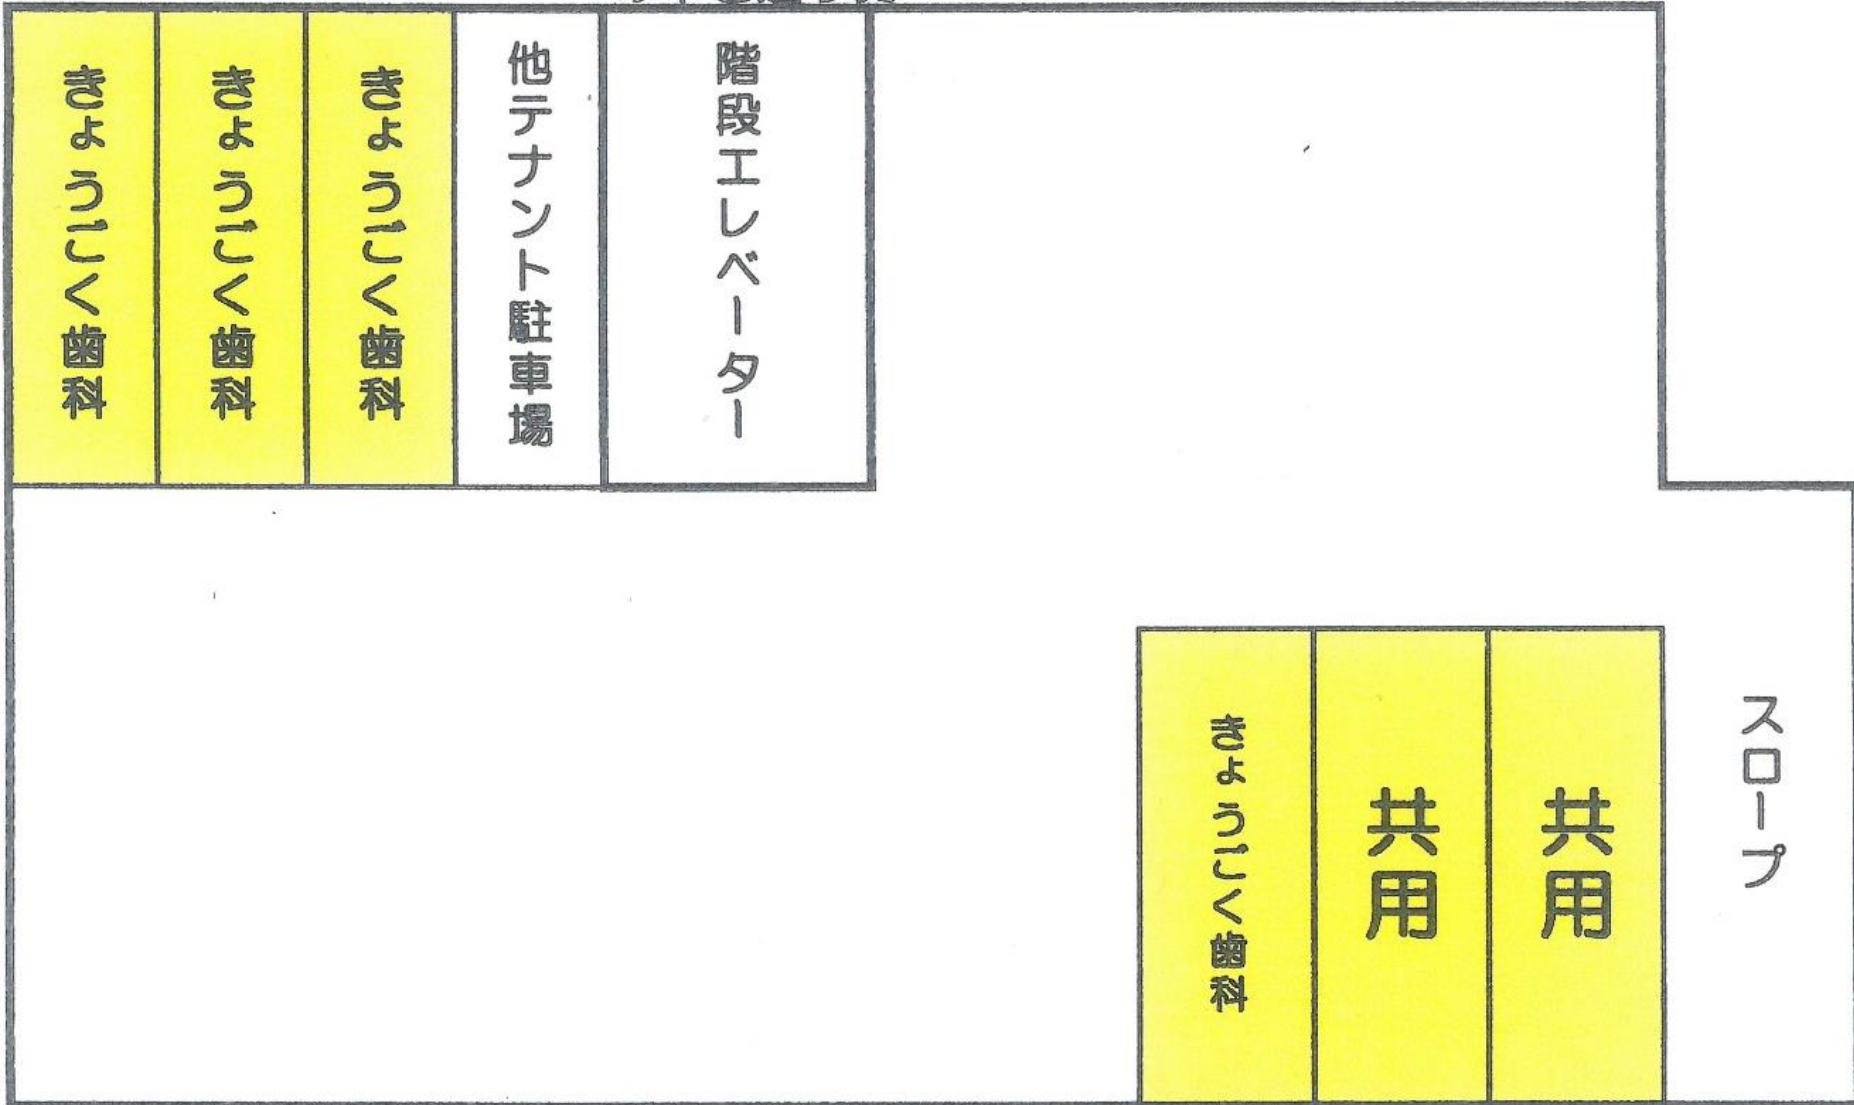 きょうごく歯科
きょうごく歯科
きょうごく歯科
他テナント駐車場
階段エレベーター
きょうごく歯科
共用
共用
スロープ